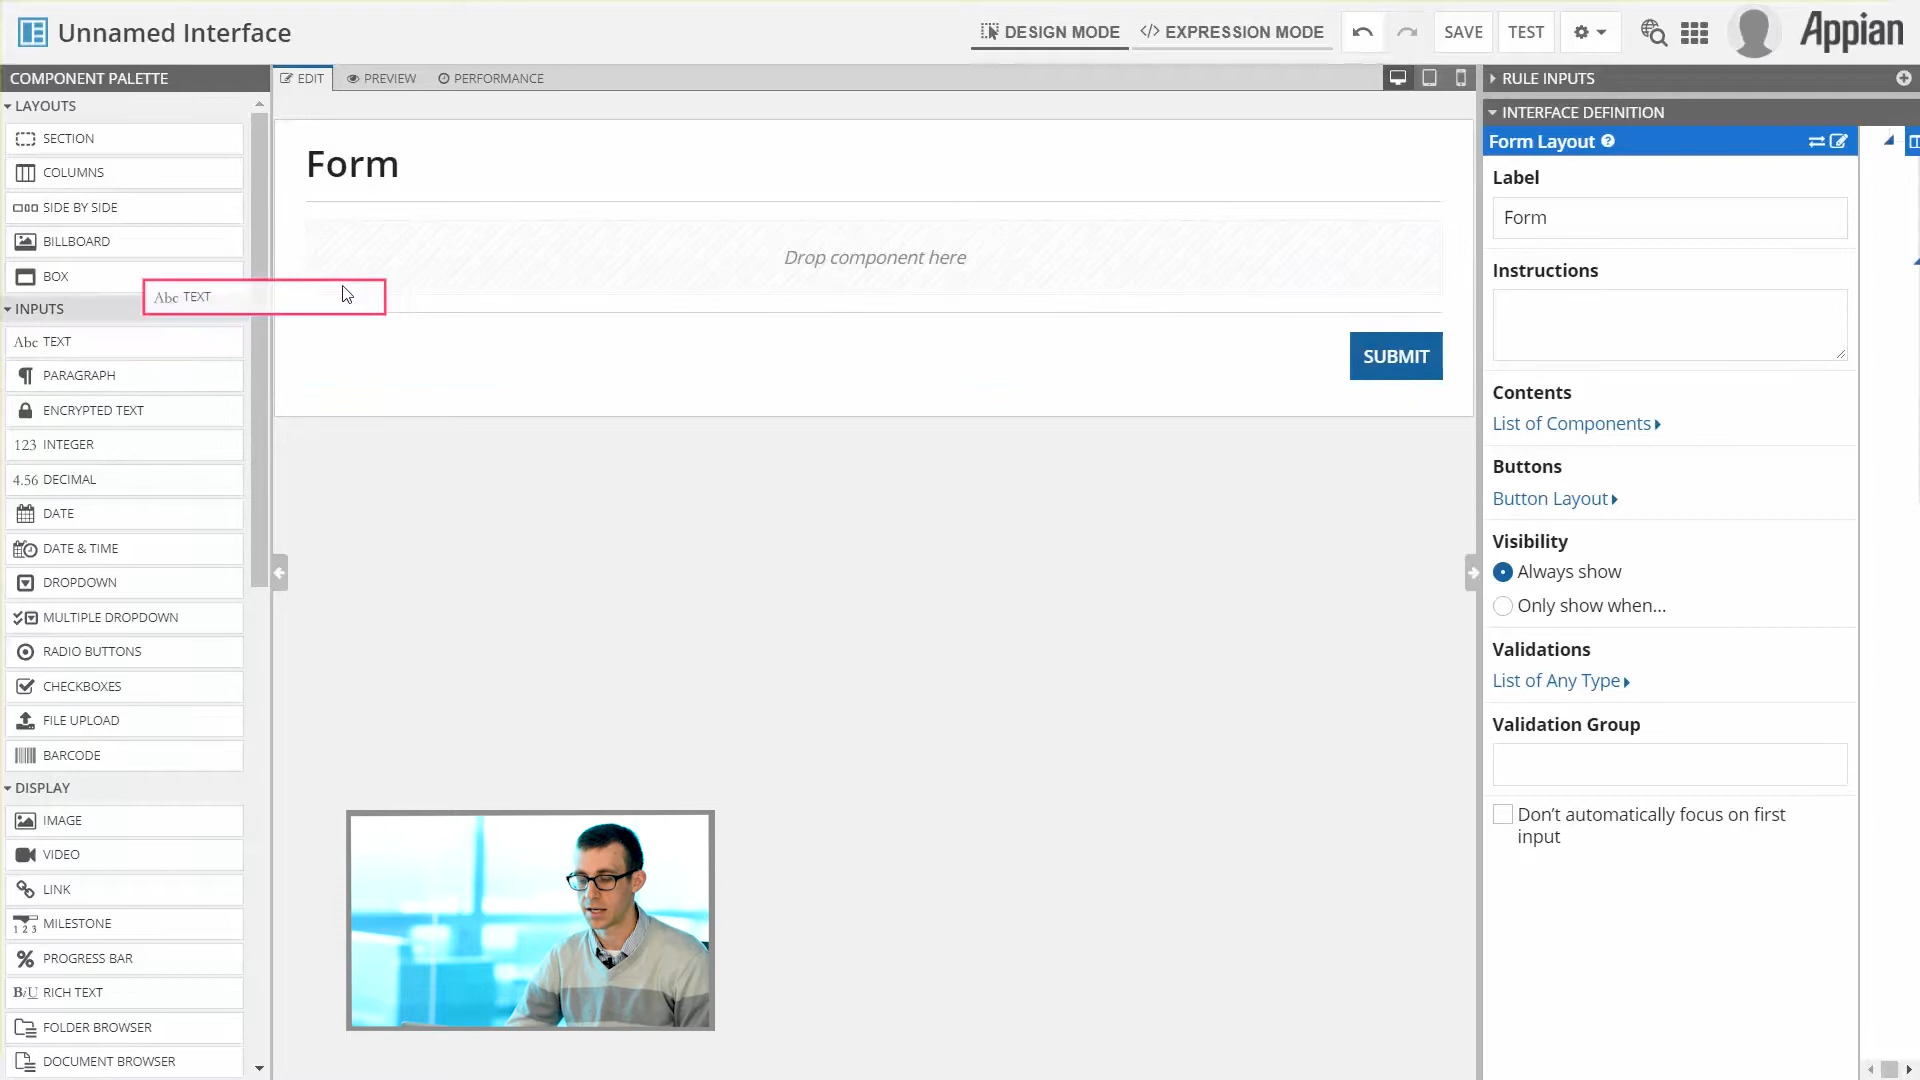 Unnamed Interface
DESIGN MODE
</> EXPRESSION MODE
SAVE
TEST
Appian
COMPONENT PALETTE
EDIT
PREVIEW
PERFORMANCE
RULE INPUTS
LAYOUTS
SECTION
COLUMNS
SIDE BY SIDE
BILLBOARD
BOX
Abc TEXT
INPUTS
Abc TEXT
PARAGRAPH
ENCRYPTED TEXT
123 INTEGER
4.56 DECIMAL
DATE
DATE & TIME
DROPDOWN
MULTIPLE DROPDOWN
RADIO BUTTONS
CHECKBOXES
FILE UPLOAD
BARCODE
DISPLAY
IMAGE
VIDEO
LINK
1 2 3 MILESTONE
% PROGRESS BAR
BiU RICH TEXT
FOLDER BROWSER
DOCUMENT BROWSER
Form
Drop component here
SUBMIT
INTERFACE DEFINITION
Form Layout ?
Label
Form
Instructions
Contents
List of Components
Buttons
Button Layout
Visibility
Always show
Only show when...
Validations
List of Any Type
Validation Group
Don't automatically focus on first
input